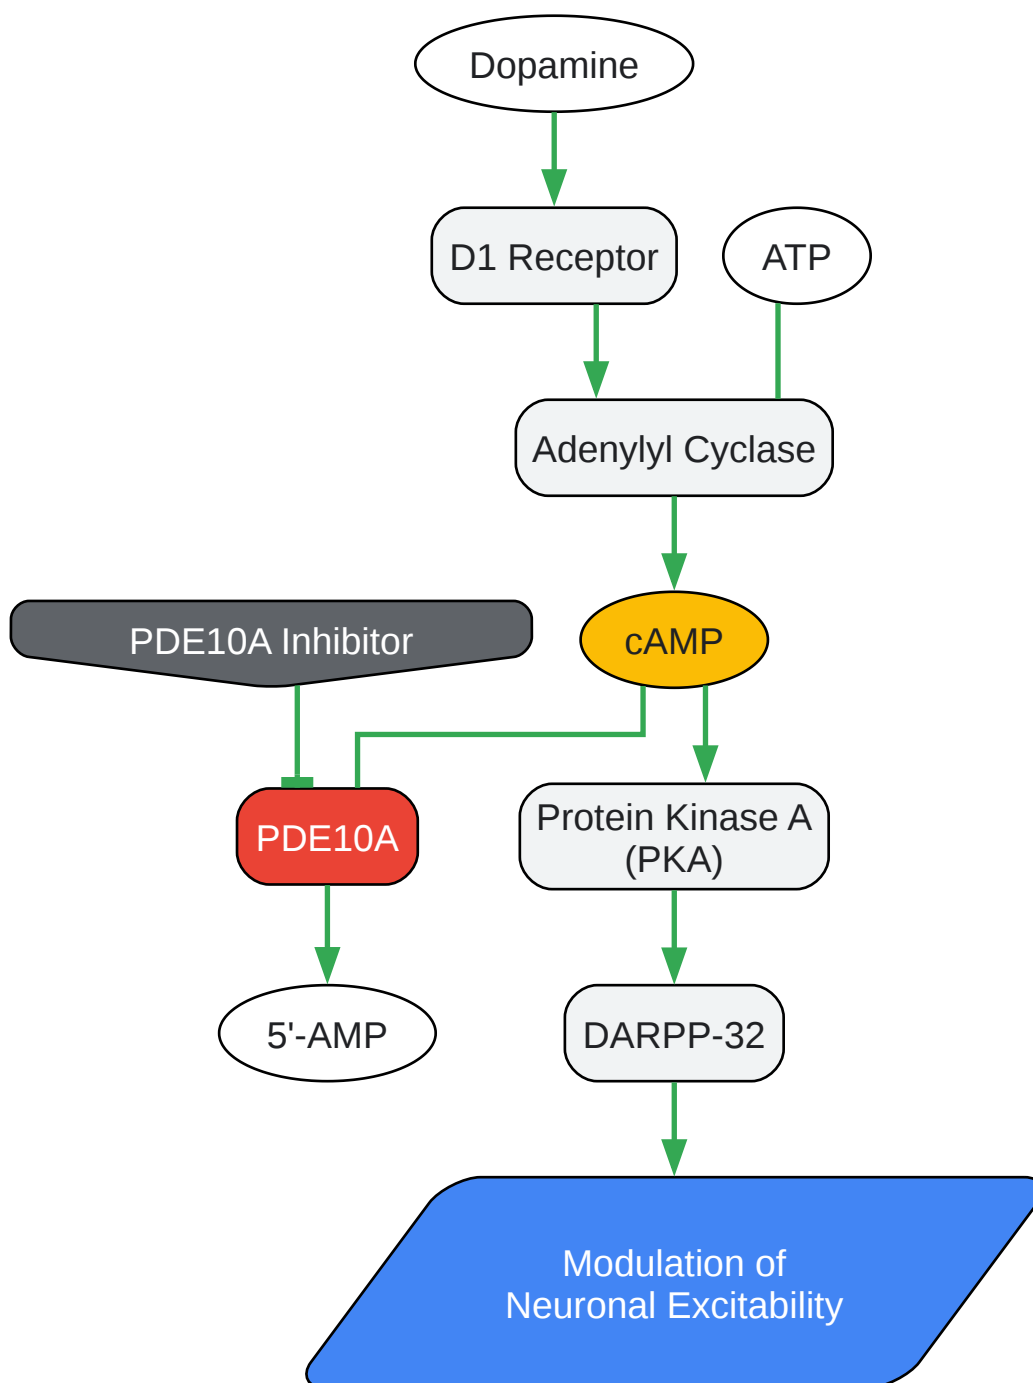 Dopamine
D1 Receptor
ATP
Adenylyl Cyclase
PDE10A Inhibitor
cAMP
PDE10A
Protein Kinase A
(PKA)
5'-AMP
DARPP-32
Modulation of
Neuronal Excitability